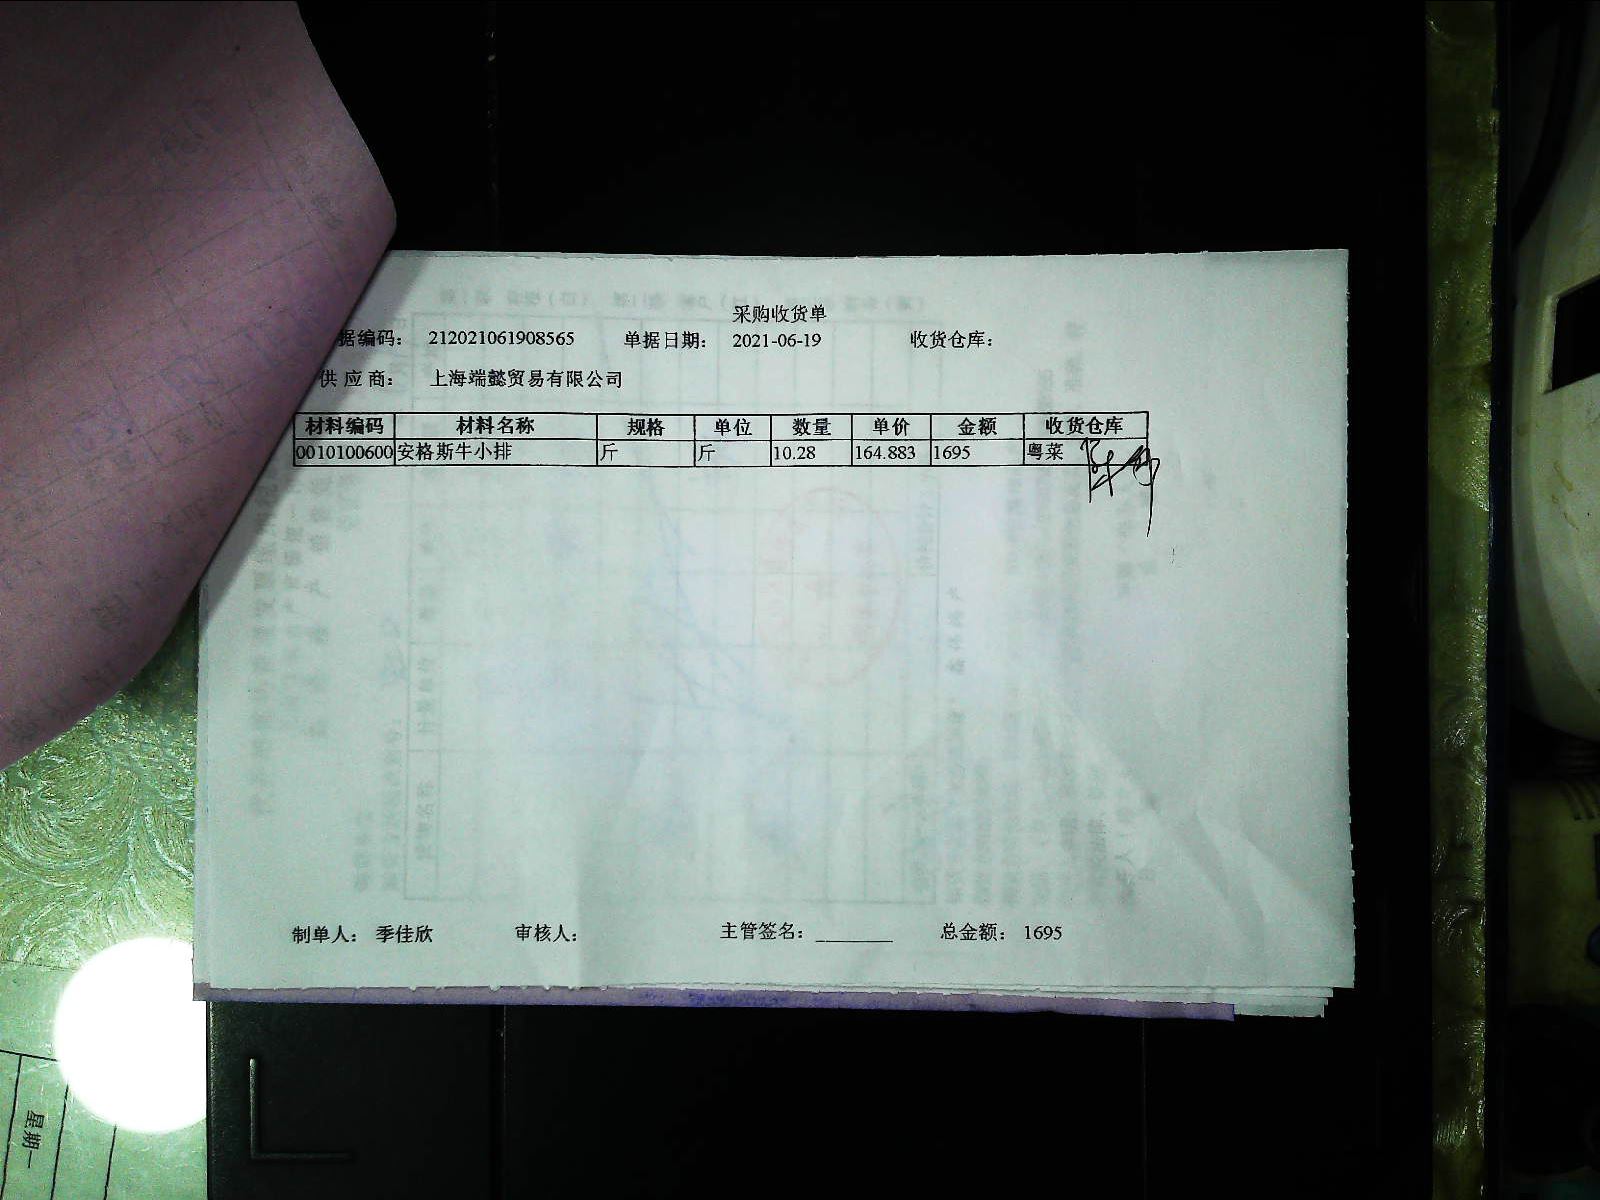 采购收货单
据编码： 212021061908565 单据日期： 2021-06-19 收货仓库：
供应商： 上海端懿贸易有限公司
材料编码 材料名称 规格 单位 数量 单价 金额 收货仓库
0010100600 安格斯牛小排 斤 斤 10.28 164.883 1695 粤菜
制单人： 季佳欣 审核人： 主管签名：________ 总金额： 1695
星期一